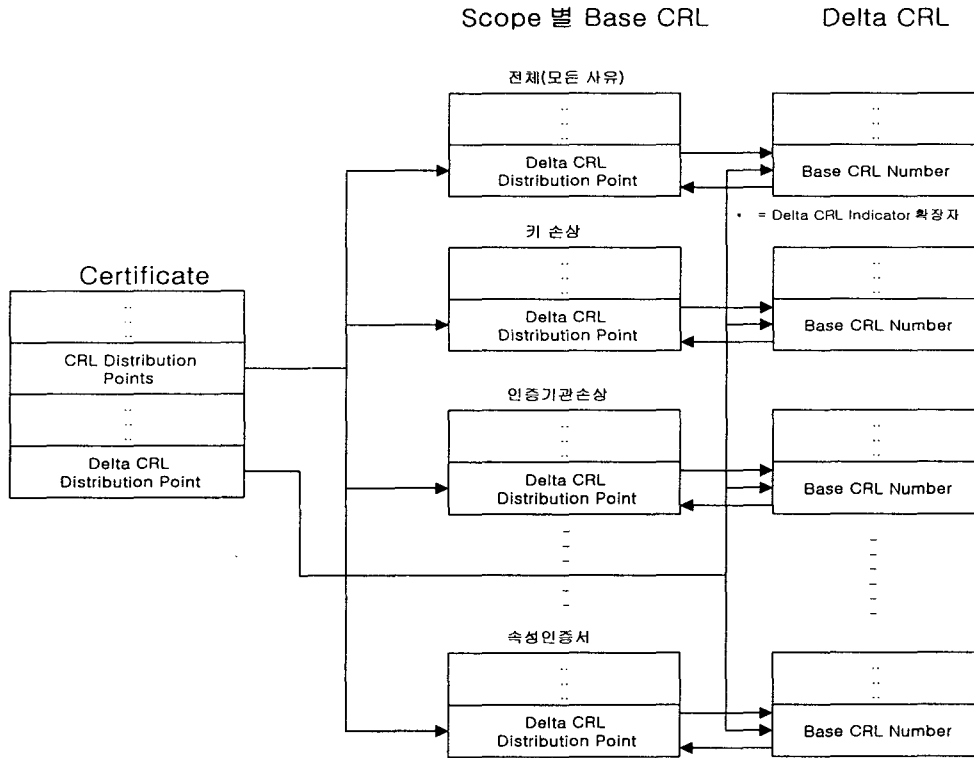 Scope 별 Base CRL
Delta CRL
전체(모든 사유)
Delta CRL
Distribution Point
Base CRL Number
* = Delta CRL Indicator 확장자
키 손상
Delta CRL
Distribution Point
Base CRL Number
Certificate
CRL Distribution
Points
Delta CRL
Distribution Point
인증기관손상
Delta CRL
Distribution Point
Base CRL Number
속성인증서
Delta CRL
Distribution Point
Base CRL Number